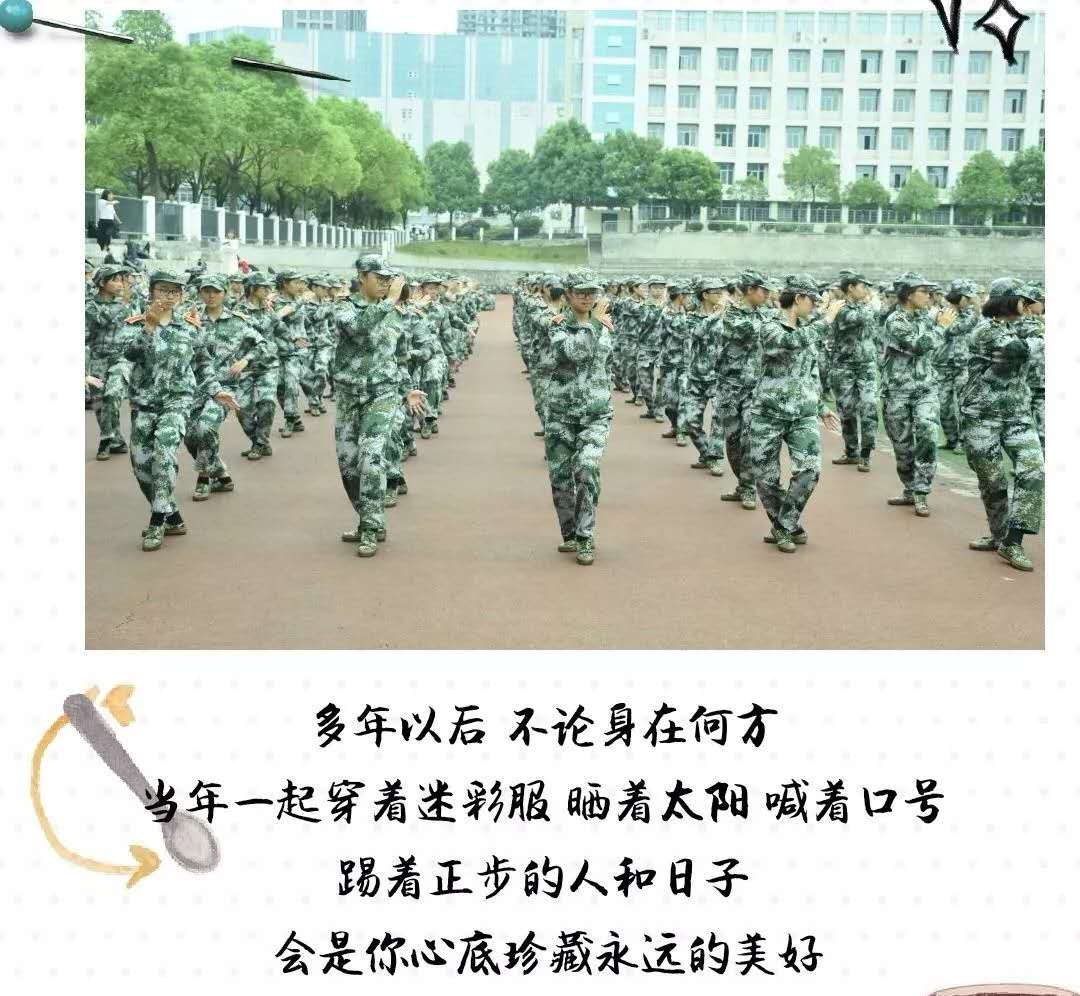 多年以后 不论身在何方
当年一起穿着迷彩服 晒着太阳 喊着口号
踢着正步的人和日子
会是你心底珍藏永远的美好